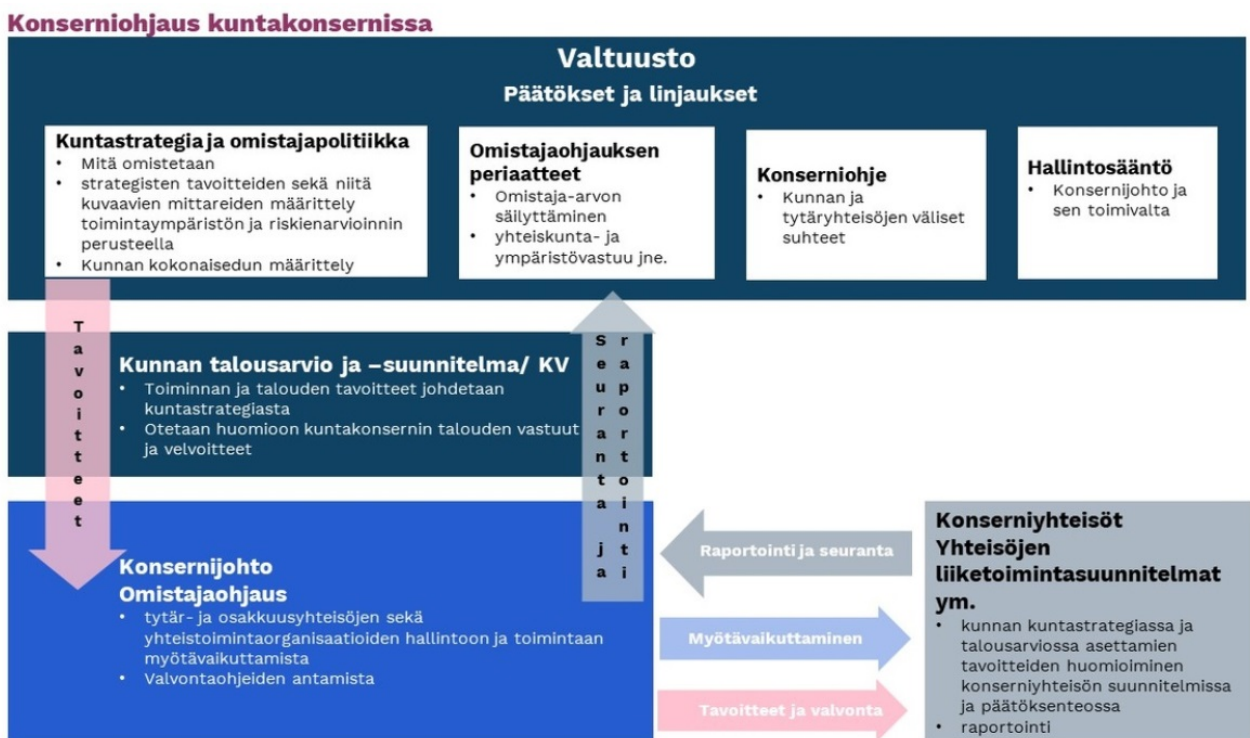 Konserniohjaus kuntakonsernissa
Valtuusto
Päätökset ja linjaukset
Kuntastrategia ja omistajapolitiikka
• Mitä omistetaan
• strategisten tavoitteiden sekä niitä
kuvaavien mittareiden määrittely
toimintaympäristön ja riskienarvioinnin
perusteella
• Kunnan kokonaisedun määrittely
Omistajaohjauksen
periaatteet
• Omistaja-arvon
säilyttäminen
• yhteiskunta- ja
ympäristövastuu jne.
Konserniohje
• Kunnan ja
tytäryhteisöjen väliset
suhteet
Hallintosääntö
• Konsernijohto ja
sen toimivalta
Tavoitteet
Kunnan talousarvio ja –suunnitelma/ KV
• Toiminnan ja talouden tavoitteet johdetaan
kuntastrategiasta
• Otetaan huomioon kuntakonsernin talouden vastuut
ja velvoitteet
Seuranta ja
raportointi
Konsernijohto
Omistajaohjaus
• tytär- ja osakkuusyhteisöjen sekä
yhteistoimintaorganisaatioiden hallintoon ja toimintaan
myötävaikuttamista
• Valvontaohjeiden antamista
Raportointi ja seuranta
Myötävaikuttaminen
Tavoitteet ja valvonta
Konserniyhteisöt
Yhteisöjen
liiketoimintasuunnitelmat
ym.
• kunnan kuntastrategiassa ja
talousarviossa asettamien
tavoitteiden huomioiminen
konserniyhteisön suunnitelmissa
ja päätöksenteossa
• raportointi